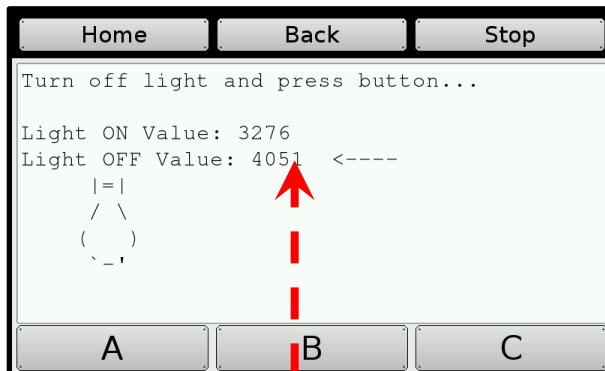 Home Back Stop
Turn off light and press button...
Light ON Value: 3276
Light OFF Value: 4051  <----
|=|
/ \
(   )
`-'
A B C